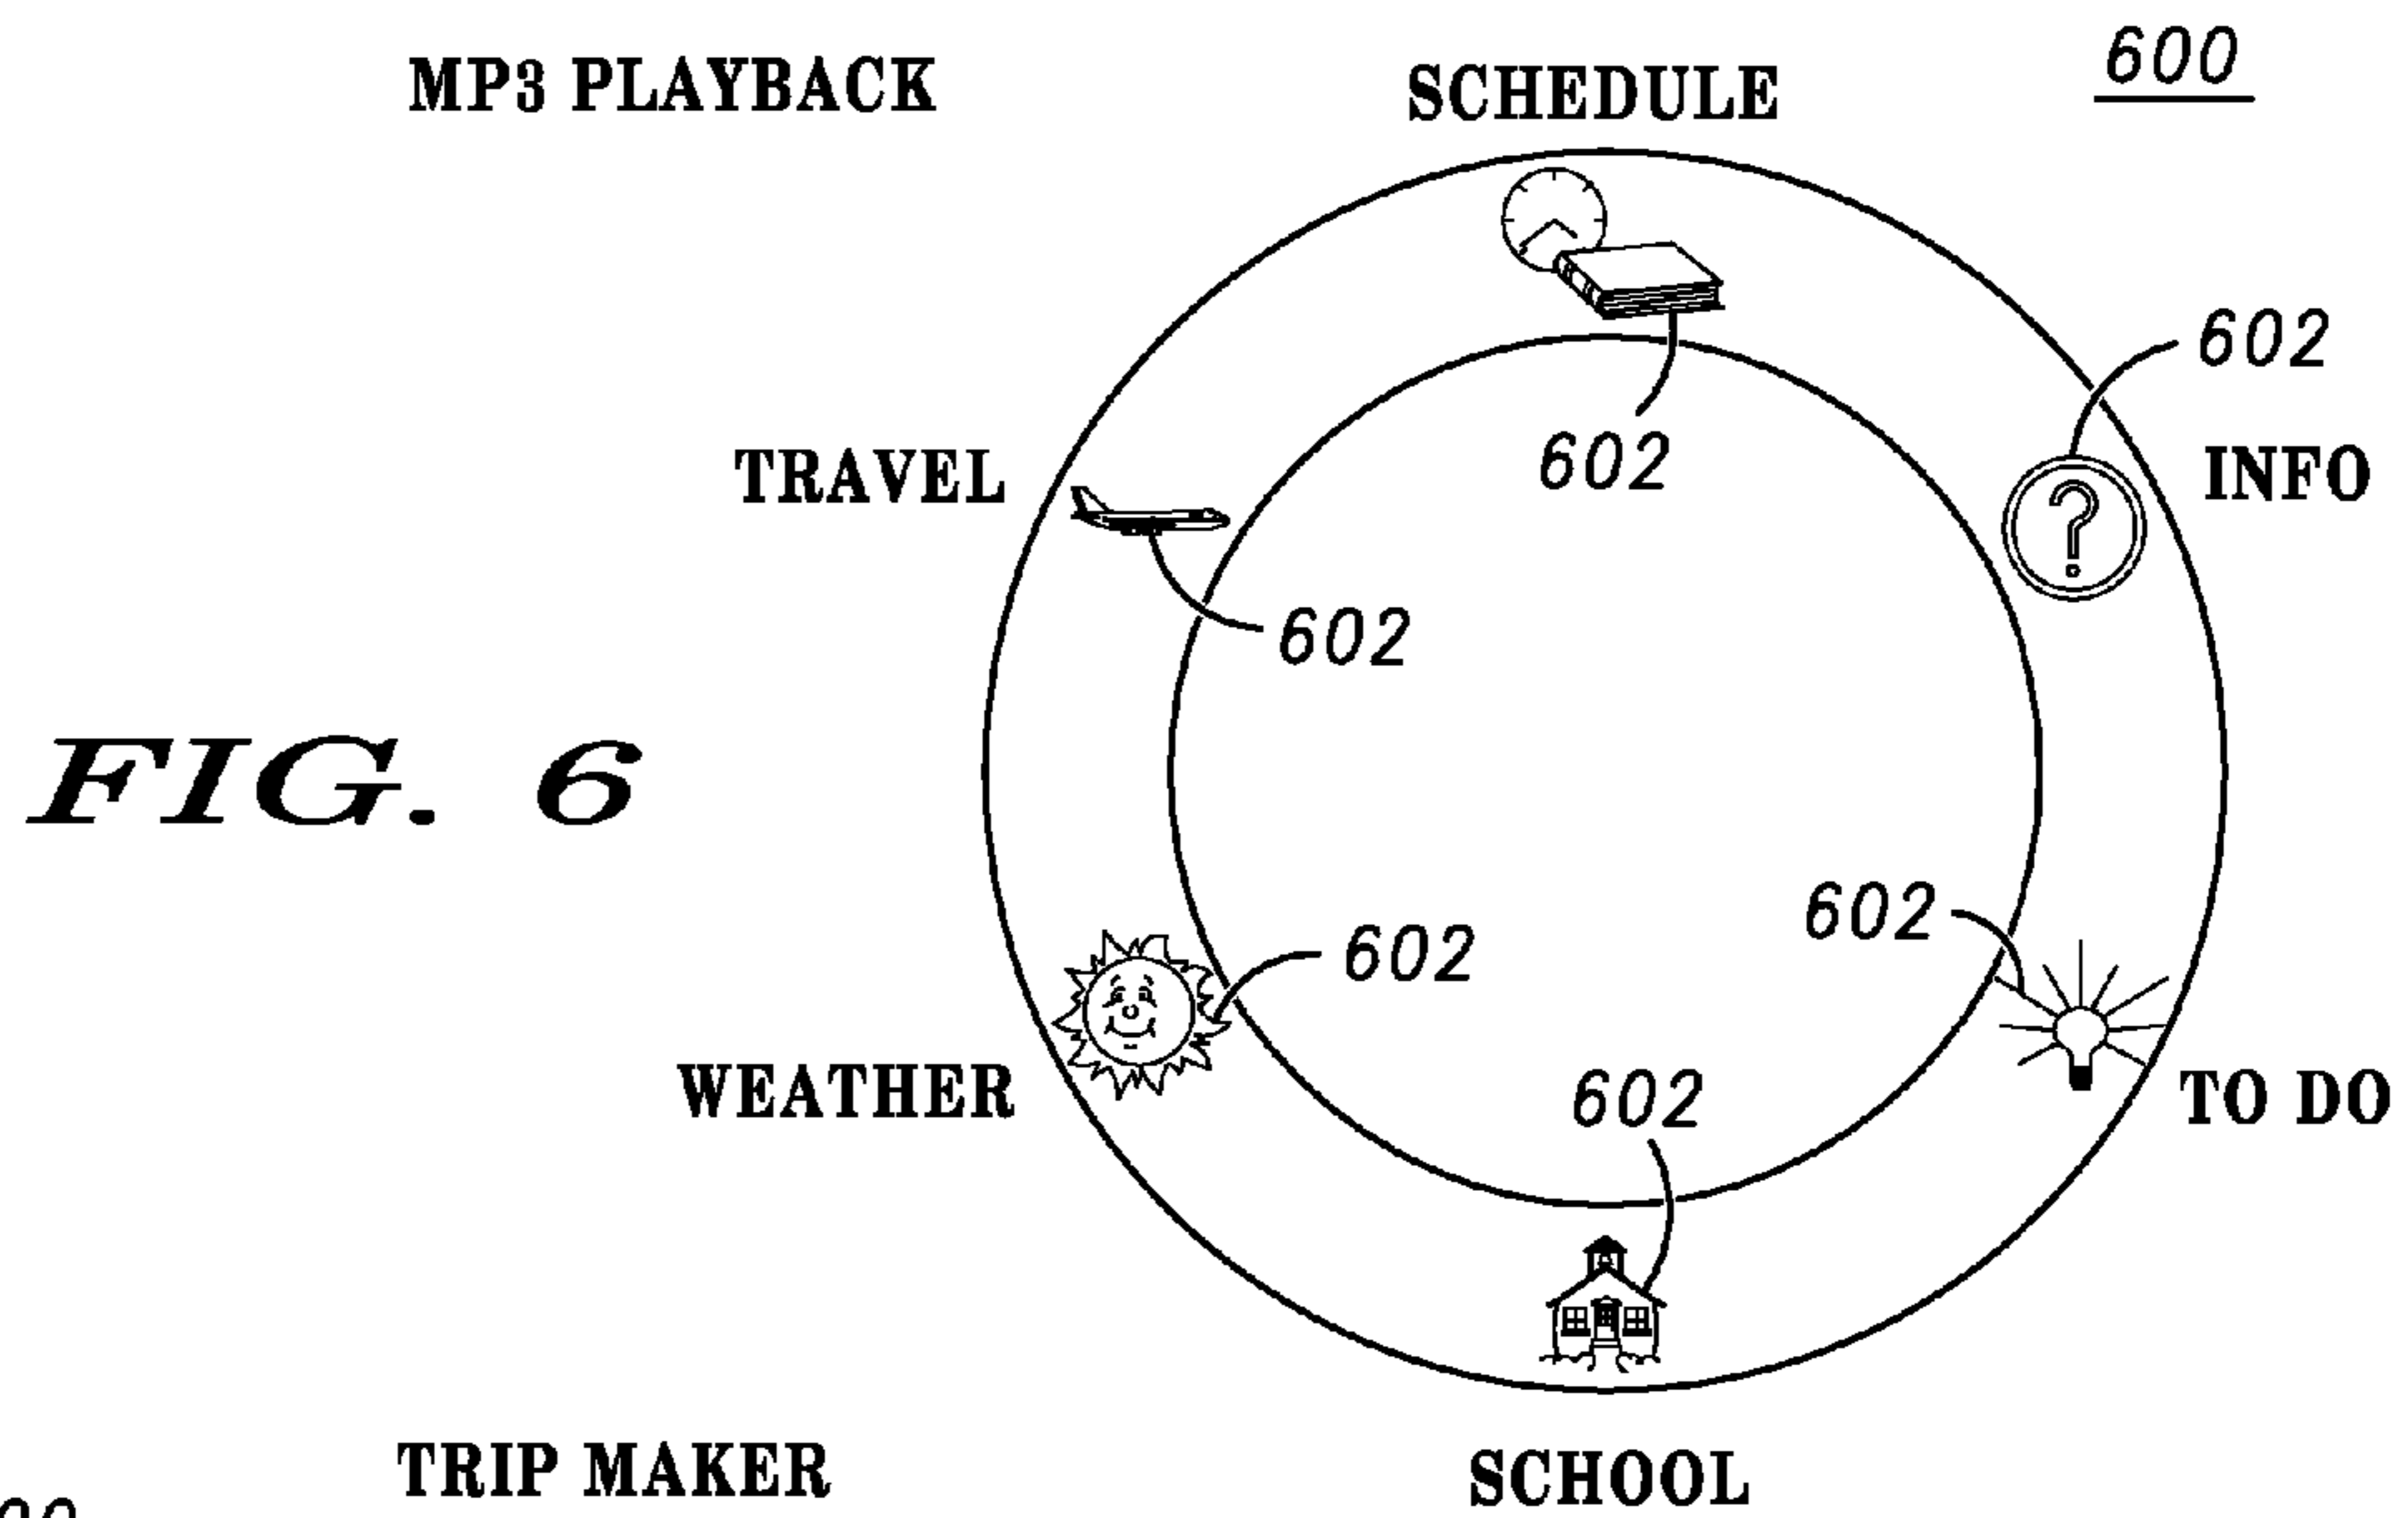 600
MP3 PLAYBACK
SCHEDULE
602
602
TRAVEL
INFO
602
FIG. 6
602
602
WEATHER
602
TO DO
TRIP MAKER
SCHOOL